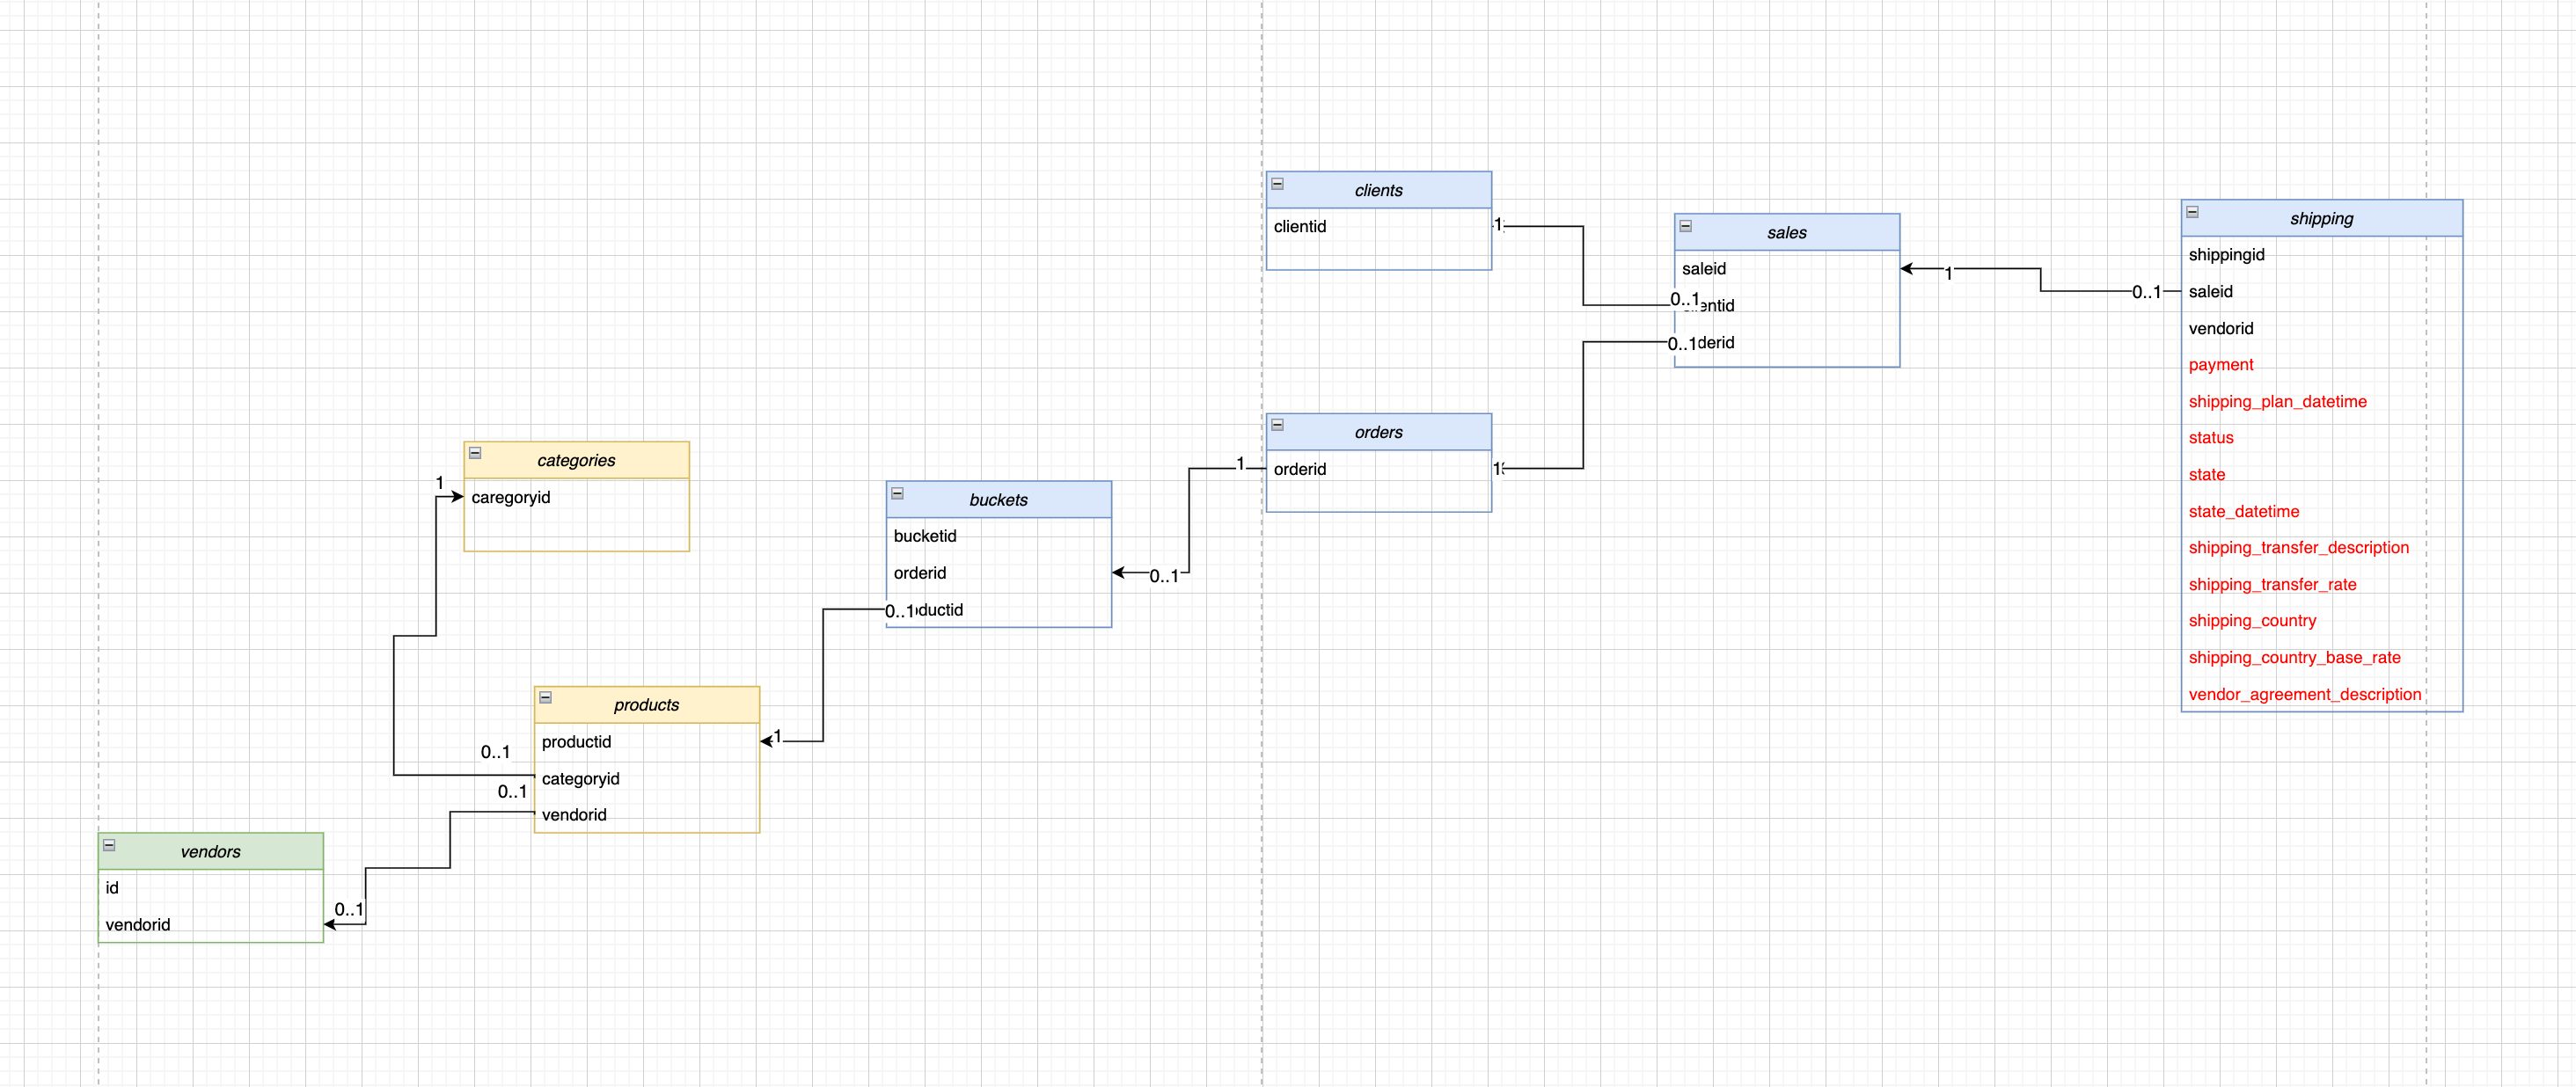 clients
clientid
1
sales
saleid
0..1
entid
0..1
derid
1
0..1
shipping
shippingid
saleid
vendorid
payment
shipping_plan_datetime
status
state
state_datetime
shipping_transfer_description
shipping_transfer_rate
shipping_country
shipping_country_base_rate
vendor_agreement_description
orders
orderid
1
1
0..1
buckets
bucketid
orderid
0..1
ductid
categories
caregoryid
1
products
productid
categoryid
vendorid
1
0..1
0..1
vendors
id
vendorid
0..1